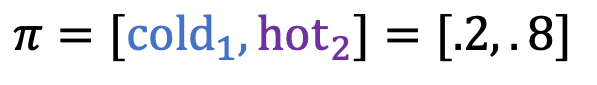 π = [cold₁, hot₂] = [.2, .8]